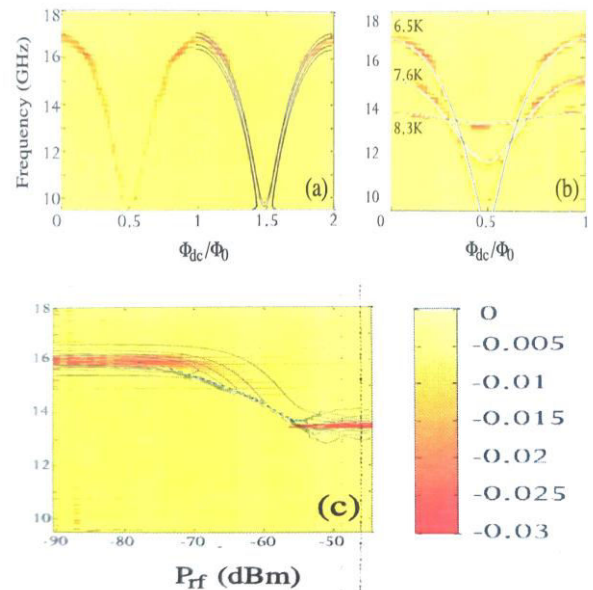 18 18
16 16
14 14
12 12
10 10
Frequency (GHz)
6.5K
7.6K
8.3K
(a) (b)
0 0.5 1.0 1.5 2 0 0.5 1
Φdc/Φ0 Φdc/Φ0
18
16
14
12
10
(c)
-90 -80 -70 -60 -50
Prf (dBm)
0
-0.005
-0.01
-0.015
-0.02
-0.025
-0.03